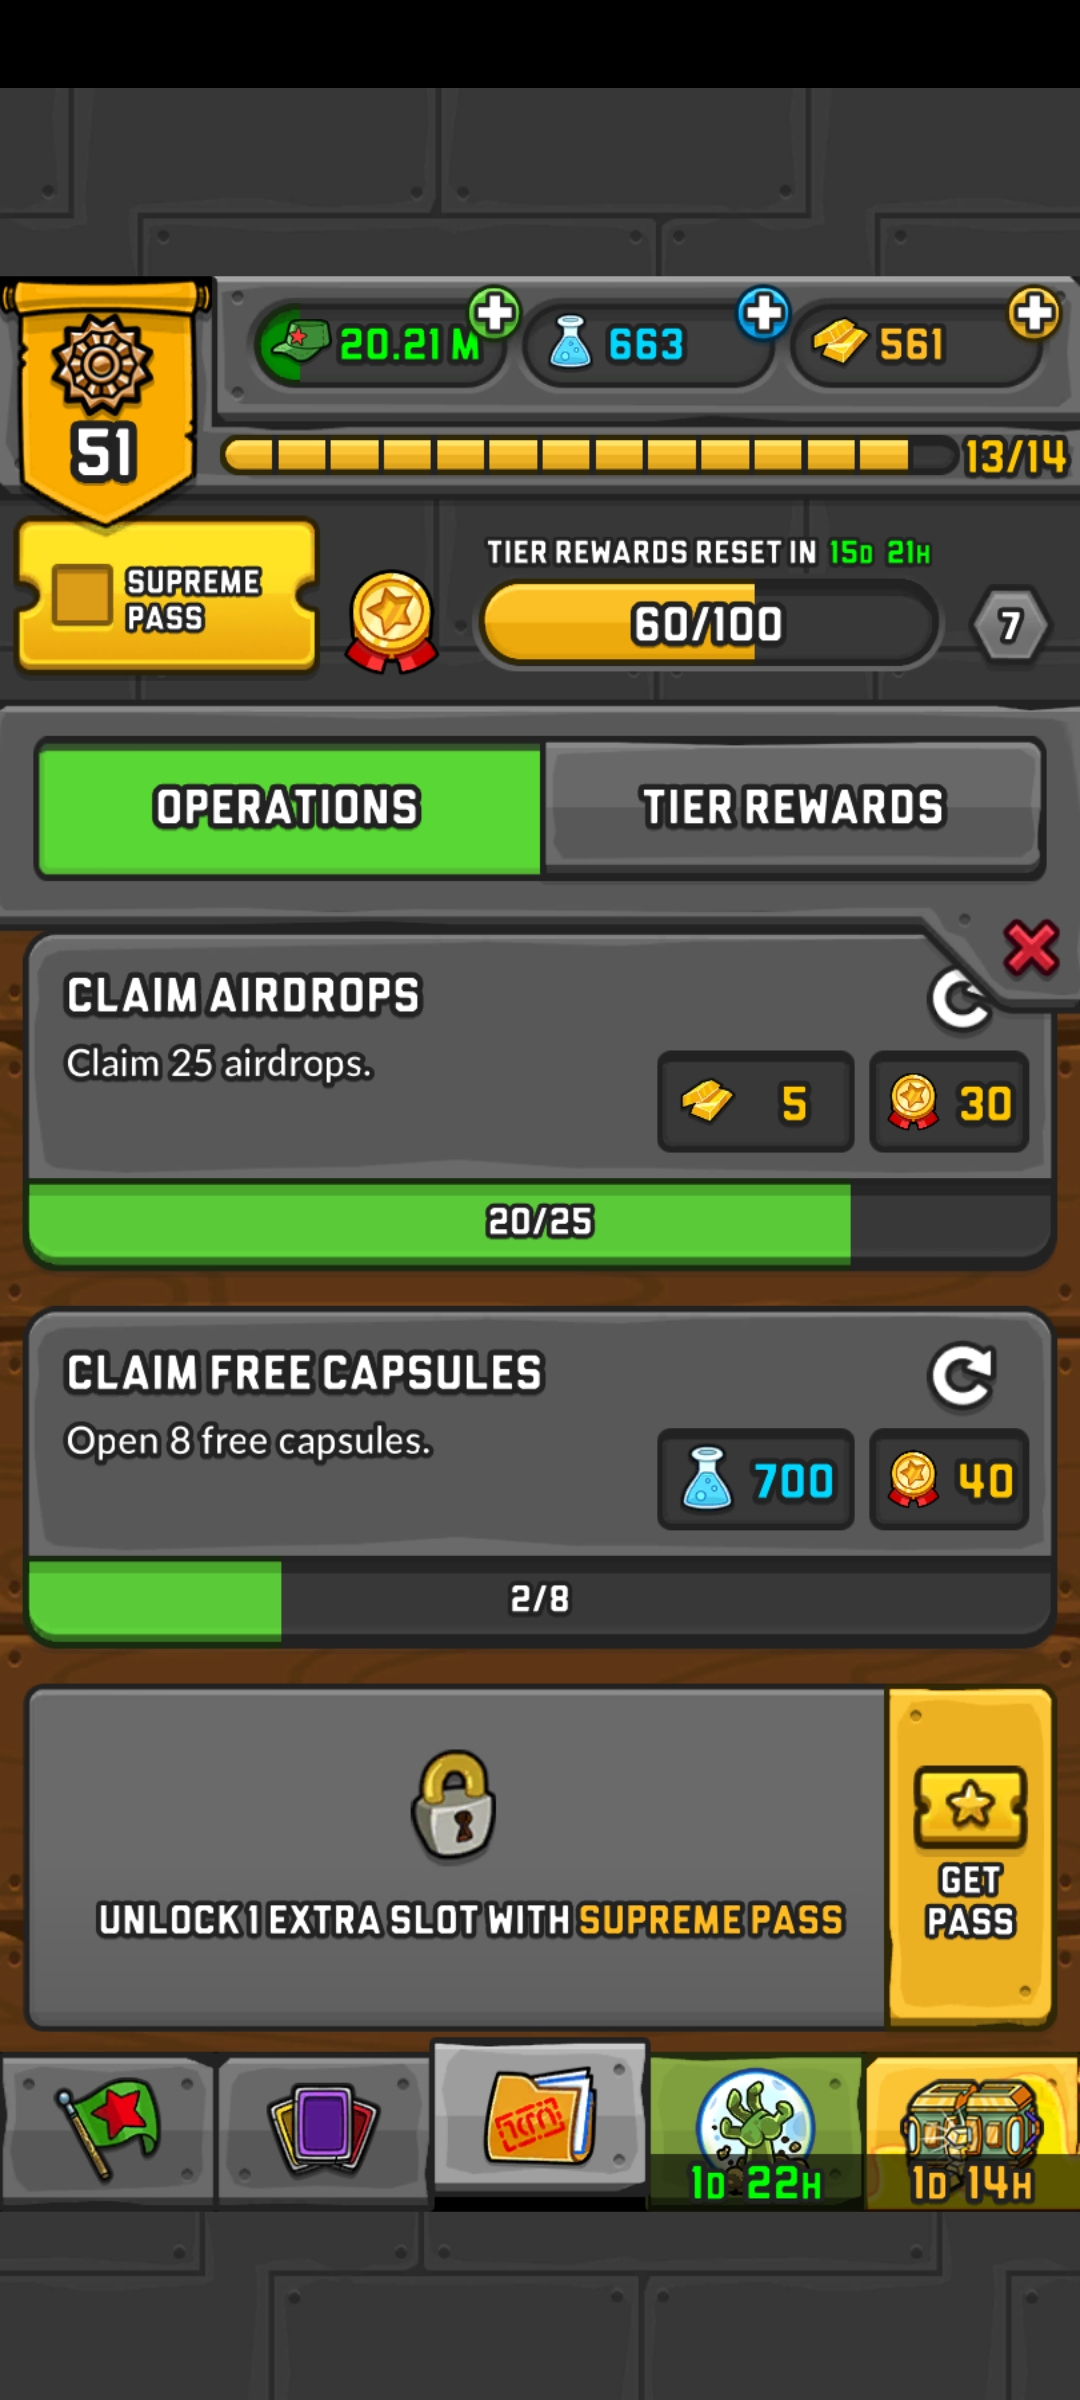 51
20.21 M
663
561
13/14
SUPREME
PASS
TIER REWARDS RESET IN 15D 21H
60/100
7
OPERATIONS
TIER REWARDS
CLAIM AIRDROPS
Claim 25 airdrops.
5
30
20/25
CLAIM FREE CAPSULES
Open 8 free capsules.
700
40
2/8
UNLOCK 1 EXTRA SLOT WITH SUPREME PASS
GET
PASS
1D 22H
1D 14H